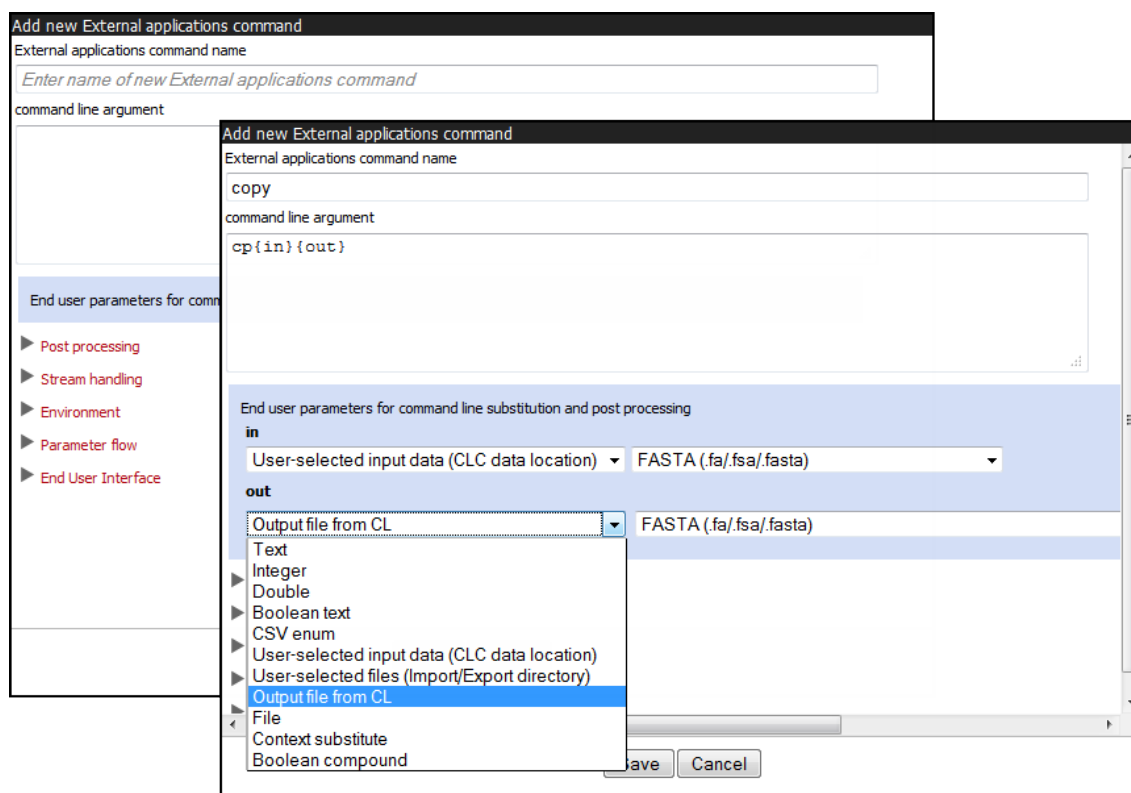 Add new External applications command
External applications command name
Enter name of new External applications command
command line argument
End user parameters for comm
Post processing
Stream handling
Environment
Parameter flow
End User Interface
Add new External applications command
External applications command name
copy
command line argument
cp{in}{out}
End user parameters for command line substitution and post processing
in
User-selected input data (CLC data location) FASTA (.fa/.fsa/.fasta)
out
Output file from CL FASTA (.fa/.fsa/.fasta)
Text
Integer
Double
Boolean text
CSV enum
User-selected input data (CLC data location)
User-selected files (Import/Export directory)
Output file from CL
File
Context substitute
Boolean compound
Save Cancel